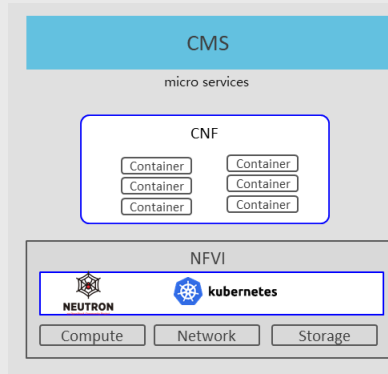 CMS
micro services
CNF
Container Container
Container Container
Container Container
NFVI
NEUTRON kubernetes
Compute Network Storage